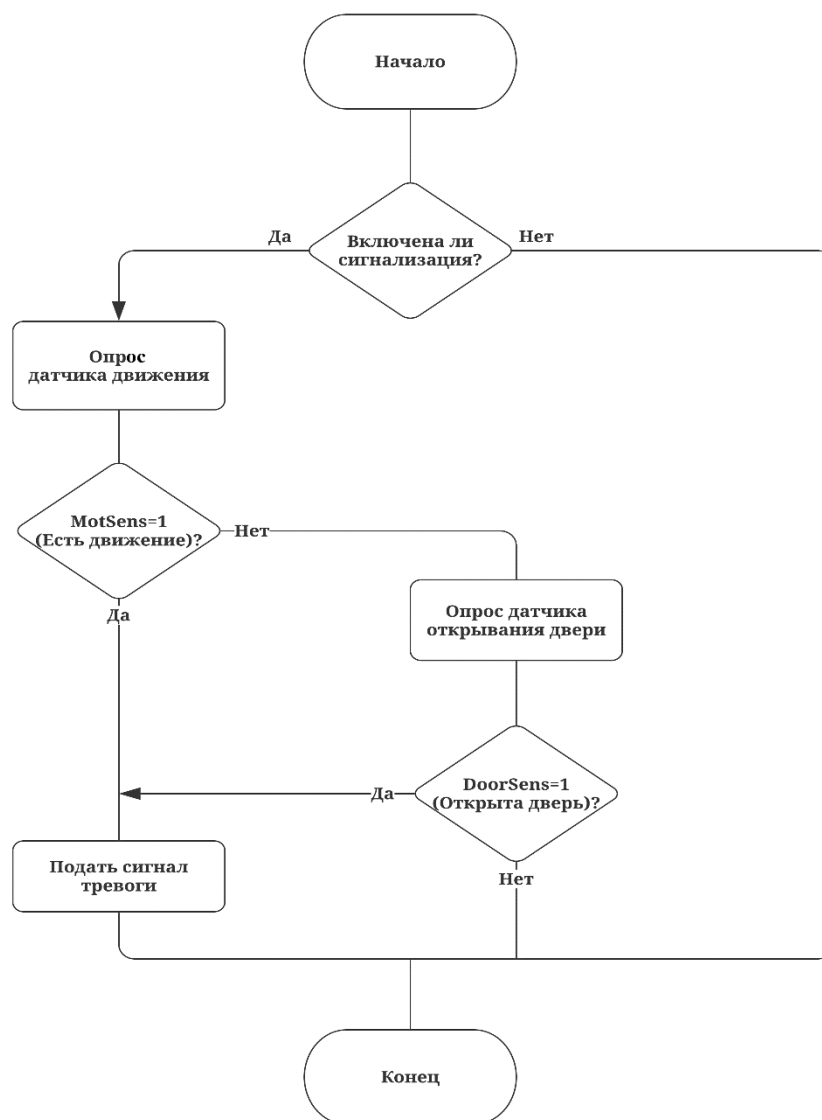 Начало
Да
Включена ли
сигнализация?
Нет
Опрос
датчика движения
MotSens=1
(Есть движение)?
Нет
Да
Опрос датчика
открывания двери
DoorSens=1
(Открыта дверь)?
Да
Подать сигнал
тревоги
Нет
Конец